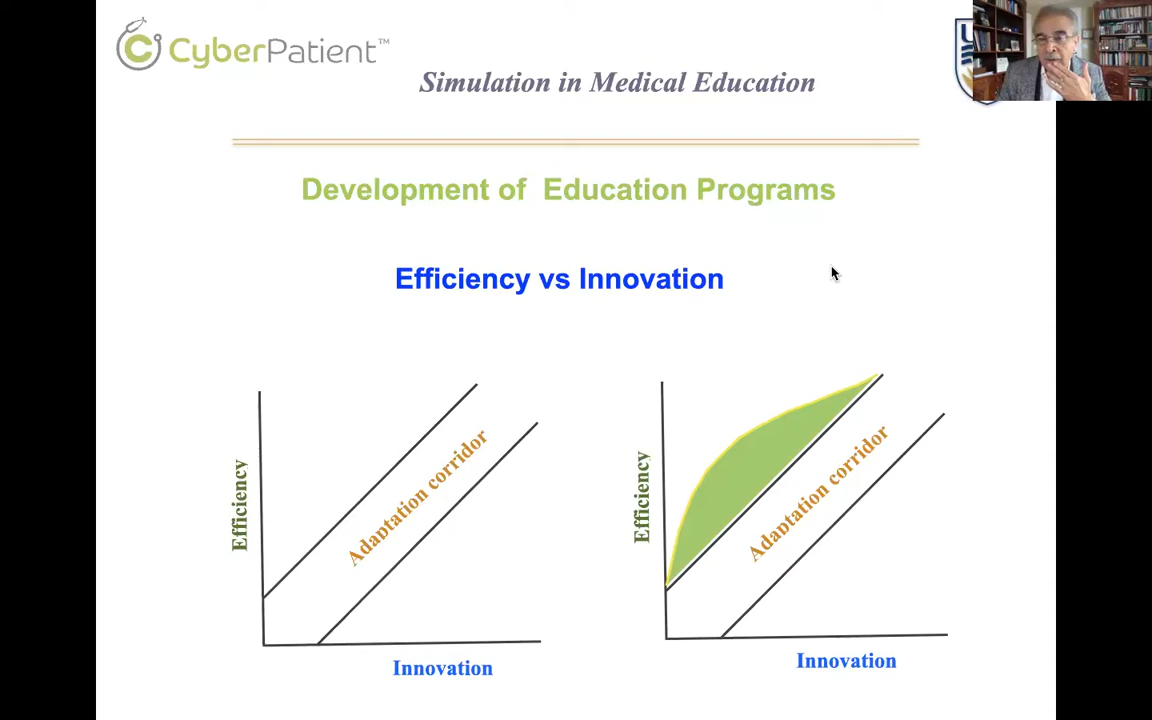 CyberPatient™
Simulation in Medical Education
Development of Education Programs
Efficiency vs Innovation
Efficiency
Adaptation corridor
Innovation
Efficiency
Adaptation corridor
Innovation